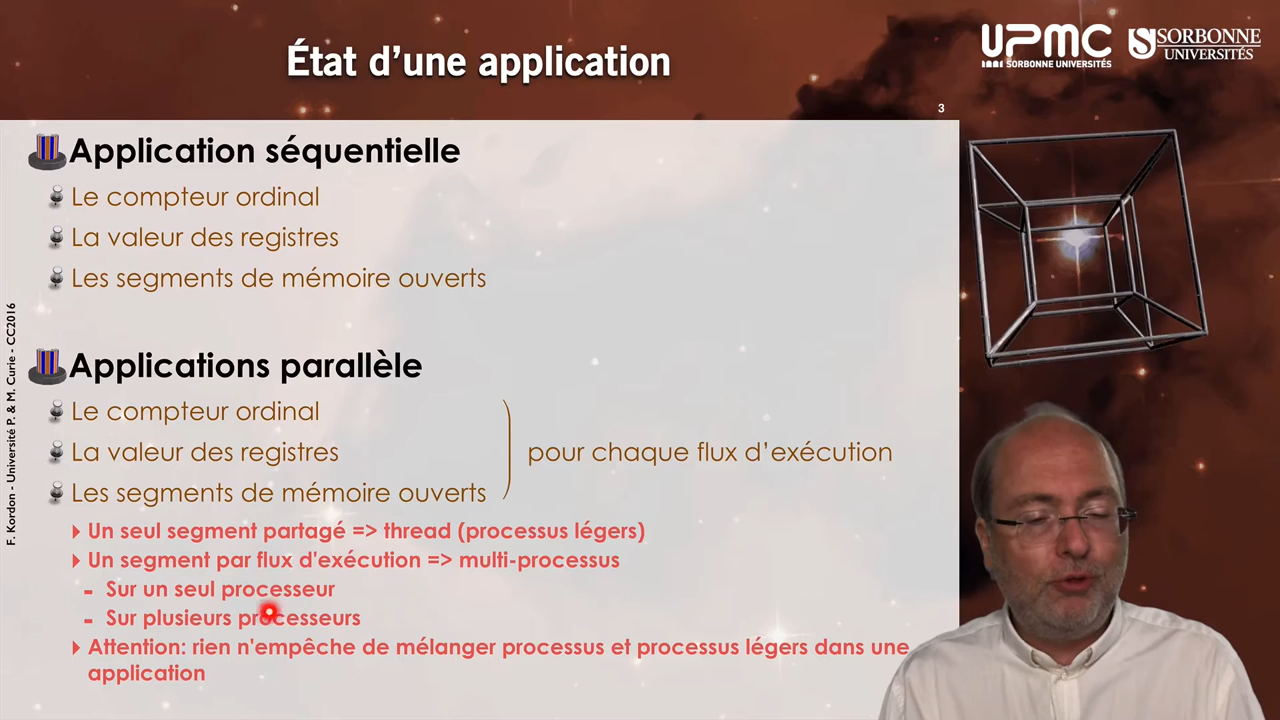 État d'une application
UPMC
SORBONNE UNIVERSITÉS
S SORBONNE
UNIVERSITÉS
3
Application séquentielle
Le compteur ordinal
La valeur des registres
Les segments de mémoire ouverts
Applications parallèle
Le compteur ordinal
La valeur des registres
Les segments de mémoire ouverts
pour chaque flux d'exécution
Un seul segment partagé => thread (processus légers)
Un segment par flux d'exécution => multi-processus
- Sur un seul processeur
- Sur plusieurs processeurs
Attention: rien n'empêche de mélanger processus et processus légers dans une
application
F. Kordon - Université P. & M. Curie - CC2016